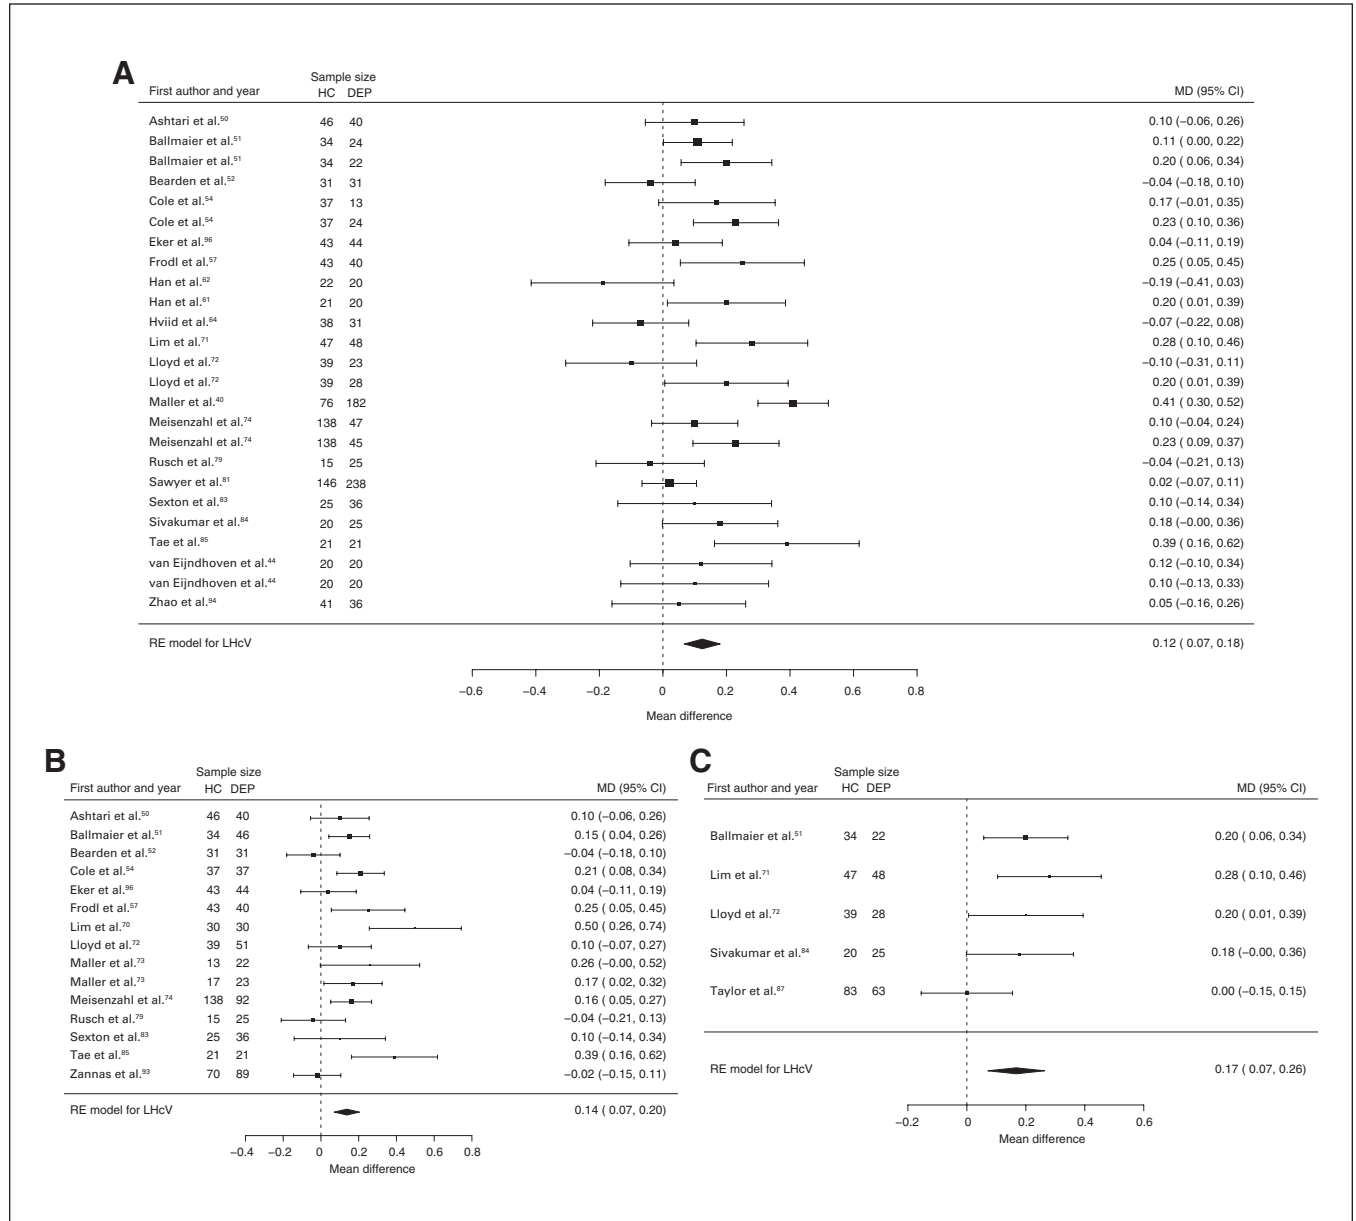 A
Sample size
First author and year HC DEP MD (95% CI)
Ashtari et al.50 46 40 0.10 (−0.06, 0.26)
Ballmaier et al.51 34 24 0.11 ( 0.00, 0.22)
Ballmaier et al.51 34 22 0.20 ( 0.06, 0.34)
Bearden et al.52 31 31 −0.04 (−0.18, 0.10)
Cole et al.54 37 13 0.17 (−0.01, 0.35)
Cole et al.54 37 24 0.23 ( 0.10, 0.36)
Eker et al.96 43 44 0.04 (−0.11, 0.19)
Frodl et al.57 43 40 0.25 ( 0.05, 0.45)
Han et al.62 22 20 −0.19 (−0.41, 0.03)
Han et al.61 21 20 0.20 ( 0.01, 0.39)
Hviid et al.64 38 31 −0.07 (−0.22, 0.08)
Lim et al.71 47 48 0.28 ( 0.10, 0.46)
Lloyd et al.72 39 23 −0.10 (−0.31, 0.11)
Lloyd et al.72 39 28 0.20 ( 0.01, 0.39)
Maller et al.40 76 182 0.41 ( 0.30, 0.52)
Meisenzahl et al.74 138 47 0.10 (−0.04, 0.24)
Meisenzahl et al.74 138 45 0.23 ( 0.09, 0.37)
Rusch et al.79 15 25 −0.04 (−0.21, 0.13)
Sawyer et al.81 146 238 0.02 (−0.07, 0.11)
Sexton et al.83 25 36 0.10 (−0.14, 0.34)
Sivakumar et al.84 20 25 0.18 (−0.00, 0.36)
Tae et al.85 21 21 0.39 ( 0.16, 0.62)
van Eijndhoven et al.44 20 20 0.12 (−0.10, 0.34)
van Eijndhoven et al.44 20 20 0.10 (−0.13, 0.33)
Zhao et al.94 41 36 0.05 (−0.16, 0.26)
RE model for LHcV 0.12 ( 0.07, 0.18)
−0.6 −0.4 −0.2 0 0.2 0.4 0.6 0.8
Mean difference
B
Sample size
First author and year HC DEP MD (95% CI)
Ashtari et al.50 46 40 0.10 (−0.06, 0.26)
Ballmaier et al.51 34 46 0.15 ( 0.04, 0.26)
Bearden et al.52 31 31 −0.04 (−0.18, 0.10)
Cole et al.54 37 37 0.21 ( 0.08, 0.34)
Eker et al.96 43 44 0.04 (−0.11, 0.19)
Frodl et al.57 43 40 0.25 ( 0.05, 0.45)
Lim et al.70 30 30 0.50 ( 0.26, 0.74)
Lloyd et al.72 39 51 0.10 (−0.07, 0.27)
Maller et al.73 13 22 0.26 (−0.00, 0.52)
Maller et al.73 17 23 0.17 ( 0.02, 0.32)
Meisenzahl et al.74 138 92 0.16 ( 0.05, 0.27)
Rusch et al.79 15 25 −0.04 (−0.21, 0.13)
Sexton et al.83 25 36 0.10 (−0.14, 0.34)
Tae et al.85 21 21 0.39 ( 0.16, 0.62)
Zannas et al.93 70 89 −0.02 (−0.15, 0.11)
RE model for LHcV 0.14 ( 0.07, 0.20)
−0.4 −0.2 0 0.2 0.4 0.6 0.8
Mean difference
C
Sample size
First author and year HC DEP MD (95% CI)
Ballmaier et al.51 34 22 0.20 ( 0.06, 0.34)
Lim et al.71 47 48 0.28 ( 0.10, 0.46)
Lloyd et al.72 39 28 0.20 ( 0.01, 0.39)
Sivakumar et al.84 20 25 0.18 (−0.00, 0.36)
Taylor et al.87 83 63 0.00 (−0.15, 0.15)
RE model for LHcV 0.17 ( 0.07, 0.26)
−0.2 0 0.2 0.4 0.6
Mean difference